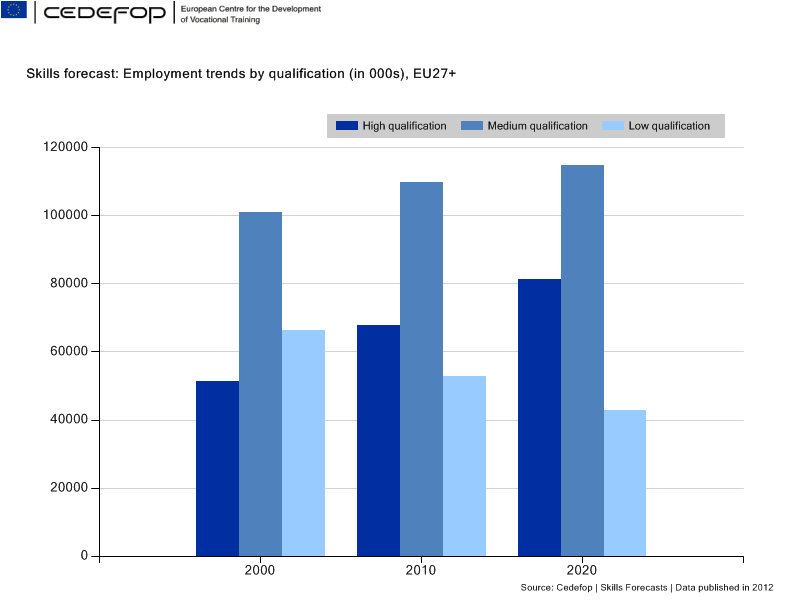 CEDEFOP
European Centre for the Development
of Vocational Training
Skills forecast: Employment trends by qualification (in 000s), EU27+
High qualification Medium qualification Low qualification
120000
100000
80000
60000
40000
20000
0
2000 2010 2020
Source: Cedefop | Skills Forecasts | Data published in 2012